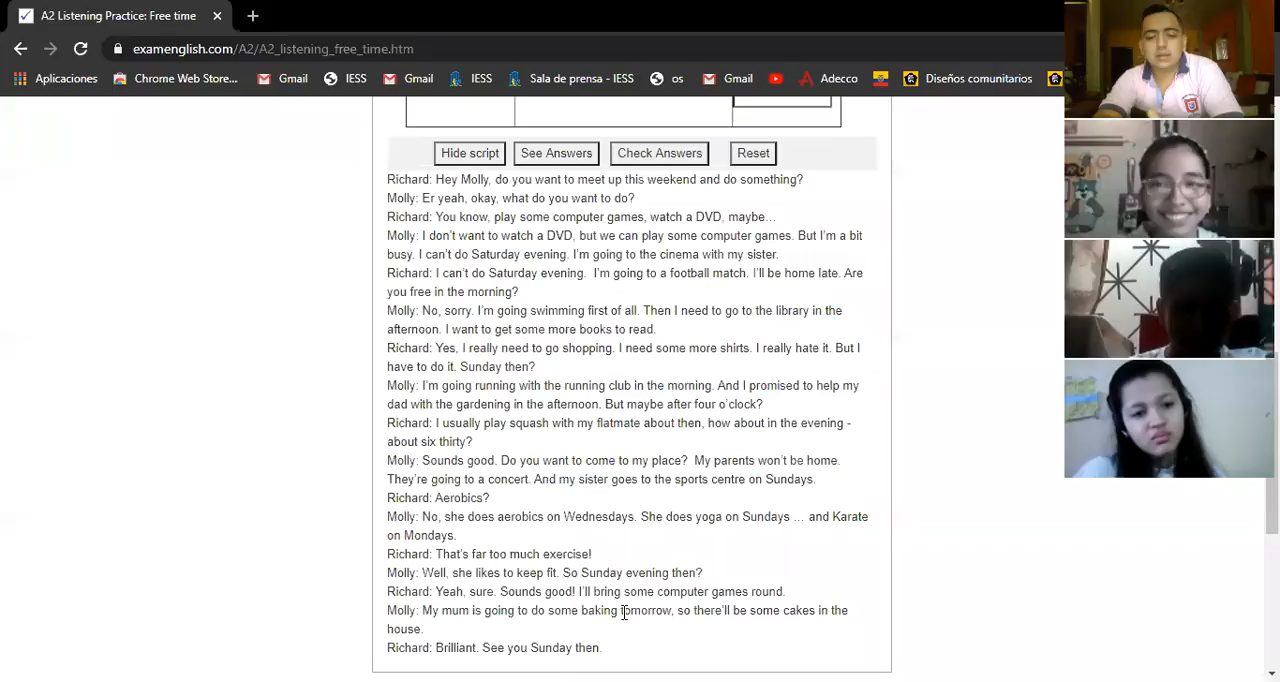 A2 Listening Practice: Free time
examenglish.com/A2/A2_listening_free_time.htm
Aplicaciones Chrome Web Store... Gmail IESS Gmail IESS Sala de prensa - IESS os Gmail Adecco Diseños comunitarios
Hide script See Answers Check Answers Reset
Richard: Hey Molly, do you want to meet up this weekend and do something?
Molly: Er yeah, okay, what do you want to do?
Richard: You know, play some computer games, watch a DVD, maybe…
Molly: I don't want to watch a DVD, but we can play some computer games. But I'm a bit
busy. I can't do Saturday evening. I'm going to the cinema with my sister.
Richard: I can't do Saturday evening.  I'm going to a football match. I'll be home late. Are
you free in the morning?
Molly: No, sorry. I'm going swimming first of all. Then I need to go to the library in the
afternoon. I want to get some more books to read.
Richard: Yes, I really need to go shopping. I need some more shirts. I really hate it. But I
have to do it. Sunday then?
Molly: I'm going running with the running club in the morning. And I promised to help my
dad with the gardening in the afternoon. But maybe after four o'clock?
Richard: I usually play squash with my flatmate about then, how about in the evening -
about six thirty?
Molly: Sounds good. Do you want to come to my place?  My parents won't be home.
They're going to a concert. And my sister goes to the sports centre on Sundays.
Richard: Aerobics?
Molly: No, she does aerobics on Wednesdays. She does yoga on Sundays … and Karate
on Mondays.
Richard: That's far too much exercise!
Molly: Well, she likes to keep fit. So Sunday evening then?
Richard: Yeah, sure. Sounds good! I'll bring some computer games round.
Molly: My mum is going to do some baking tomorrow, so there'll be some cakes in the
house.
Richard: Brilliant. See you Sunday then.